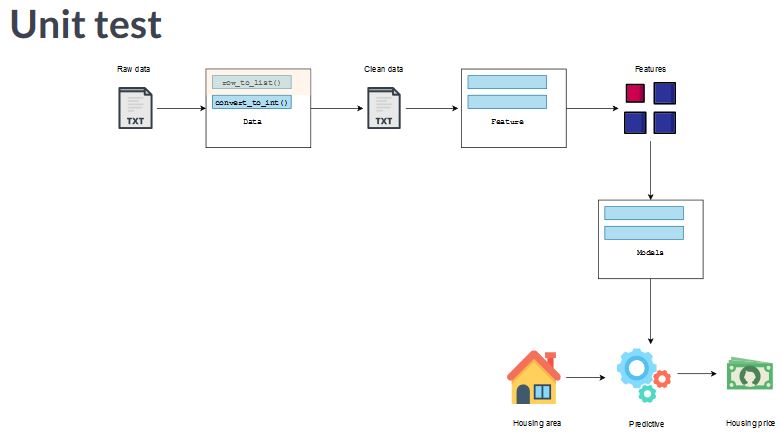 Unit test
Raw data
Clean data
Features
row_to_list()
convert_to_int()
Data
TXT
TXT
Feature
Models
Housing area
Predictive
Housing price